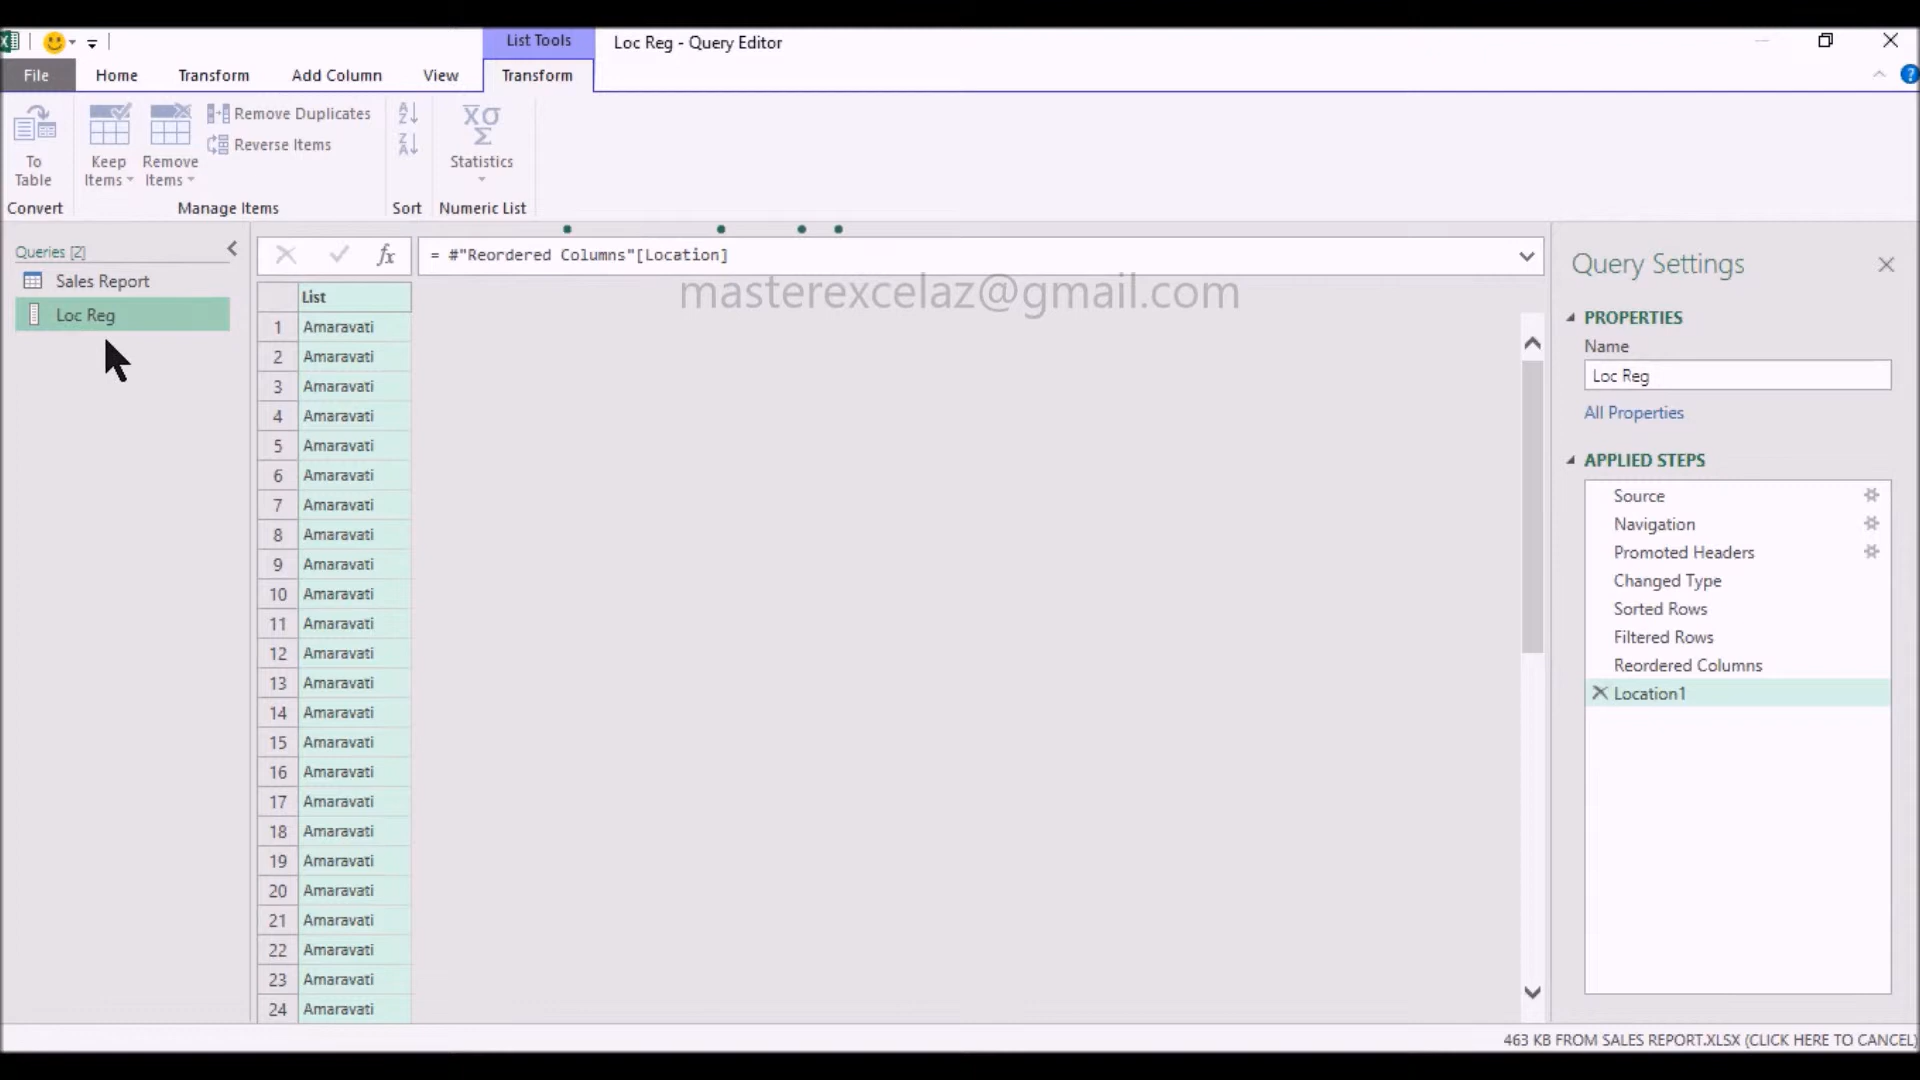 List Tools
Loc Reg - Query Editor
File
Home
Transform
Add Column
View
Transform
To
Table
Keep
Items
Remove
Items
Remove Duplicates
Reverse Items
Statistics
Convert
Manage Items
Sort
Numeric List
Queries [2]
Sales Report
Loc Reg
fx
= #"Reordered Columns"[Location]
masterexcelaz@gmail.com
List
1 Amaravati
2 Amaravati
3 Amaravati
4 Amaravati
5 Amaravati
6 Amaravati
7 Amaravati
8 Amaravati
9 Amaravati
10 Amaravati
11 Amaravati
12 Amaravati
13 Amaravati
14 Amaravati
15 Amaravati
16 Amaravati
17 Amaravati
18 Amaravati
19 Amaravati
20 Amaravati
21 Amaravati
22 Amaravati
23 Amaravati
24 Amaravati
Query Settings
PROPERTIES
Name
Loc Reg
All Properties
APPLIED STEPS
Source
Navigation
Promoted Headers
Changed Type
Sorted Rows
Filtered Rows
Reordered Columns
Location1
463 KB FROM SALES REPORT.XLSX (CLICK HERE TO CANCEL)